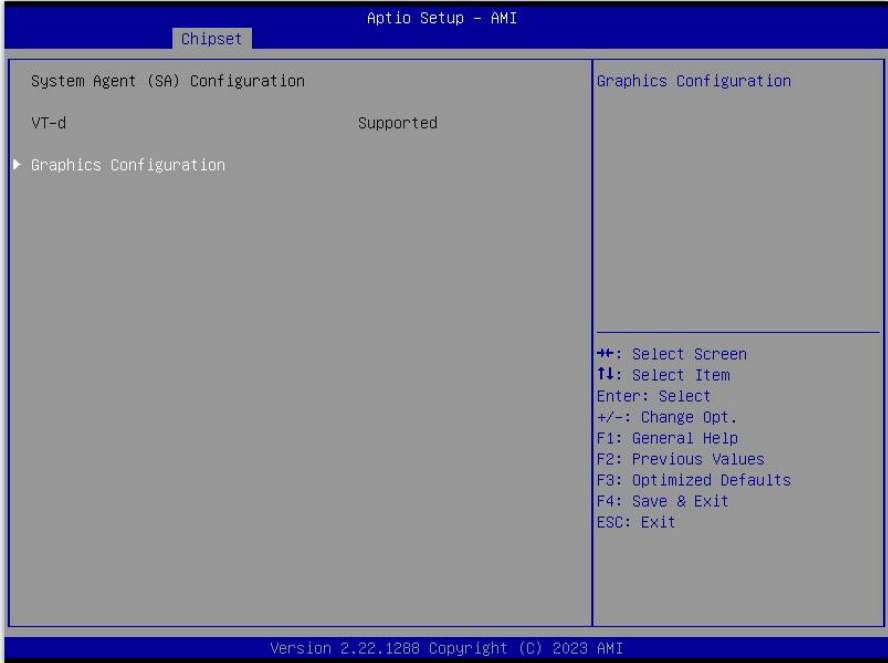 Aptio Setup – AMI
Chipset
System Agent (SA) Configuration
VT-d Supported
Graphics Configuration
Graphics Configuration
→←: Select Screen
↑↓: Select Item
Enter: Select
+/-: Change Opt.
F1: General Help
F2: Previous Values
F3: Optimized Defaults
F4: Save & Exit
ESC: Exit
Version 2.22.1288 Copyright (C) 2023 AMI